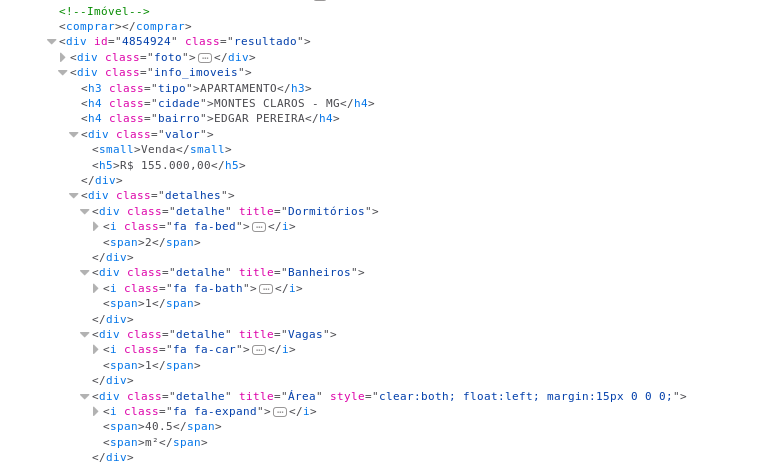 <!--Imóvel-->
<comprar></comprar>
<div id="4854924" class="resultado">
<div class="foto">…</div>
<div class="info_imoveis">
<h3 class="tipo">APARTAMENTO</h3>
<h4 class="cidade">MONTES CLAROS - MG</h4>
<h4 class="bairro">EDGAR PEREIRA</h4>
<div class="valor">
<small>Venda</small>
<h5>R$ 155.000,00</h5>
</div>
<div class="detalhes">
<div class="detalhe" title="Dormitórios">
<i class="fa fa-bed">…</i>
<span>2</span>
</div>
<div class="detalhe" title="Banheiros">
<i class="fa fa-bath">…</i>
<span>1</span>
</div>
<div class="detalhe" title="Vagas">
<i class="fa fa-car">…</i>
<span>1</span>
</div>
<div class="detalhe" title="Área" style="clear:both; float:left; margin:15px 0 0 0;">
<i class="fa fa-expand">…</i>
<span>40.5</span>
<span>m²</span>
</div>